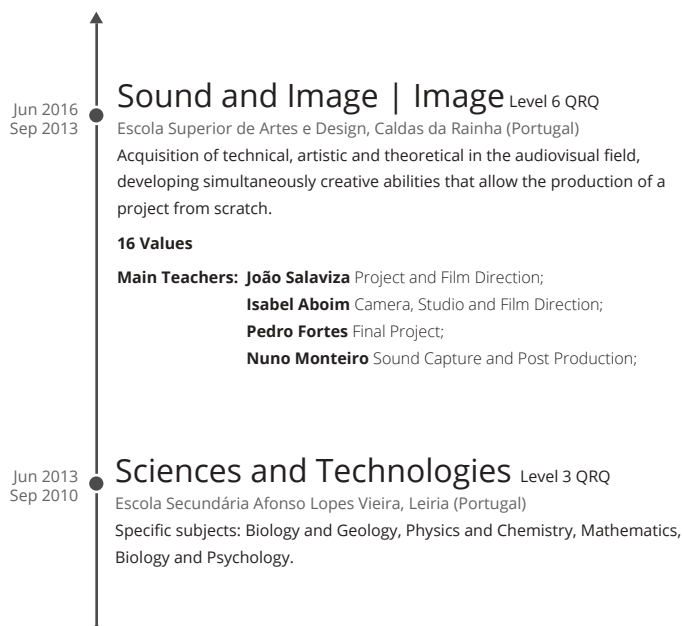 Jun 2016
Sep 2013
Sound and Image | Image Level 6 QRQ
Escola Superior de Artes e Design, Caldas da Rainha (Portugal)
Acquisition of technical, artistic and theoretical in the audiovisual field,
developing simultaneously creative abilities that allow the production of a
project from scratch.
16 Values
Main Teachers: João Salaviza Project and Film Direction;
Isabel Aboim Camera, Studio and Film Direction;
Pedro Fortes Final Project;
Nuno Monteiro Sound Capture and Post Production;
Jun 2013
Sep 2010
Sciences and Technologies Level 3 QRQ
Escola Secundária Afonso Lopes Vieira, Leiria (Portugal)
Specific subjects: Biology and Geology, Physics and Chemistry, Mathematics,
Biology and Psychology.